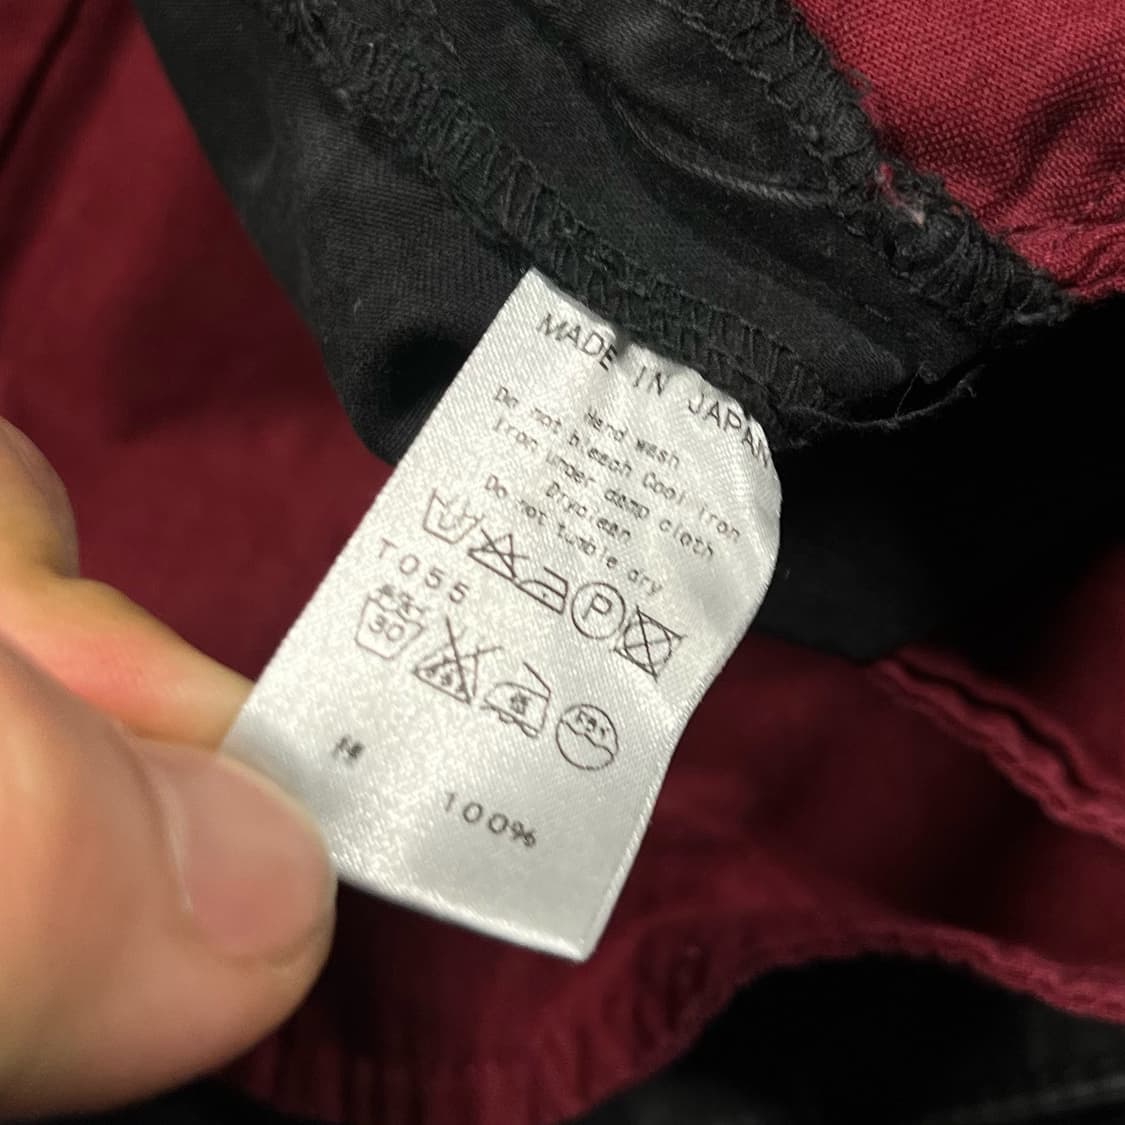 MADE IN JAPAN
Hand wash
Do not bleach Cool iron
Iron under damp cloth
Dryclean
Do not tumble dry
P
T055
30
綿
100%